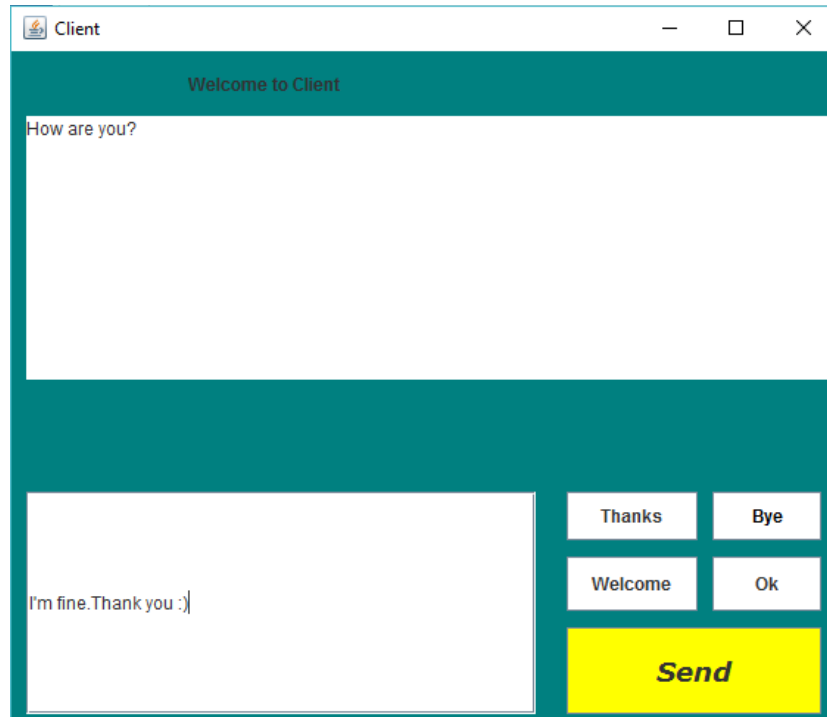 Client
Welcome to Client
How are you?
Thanks
Bye
Welcome
Ok
I'm fine.Thank you :)
Send